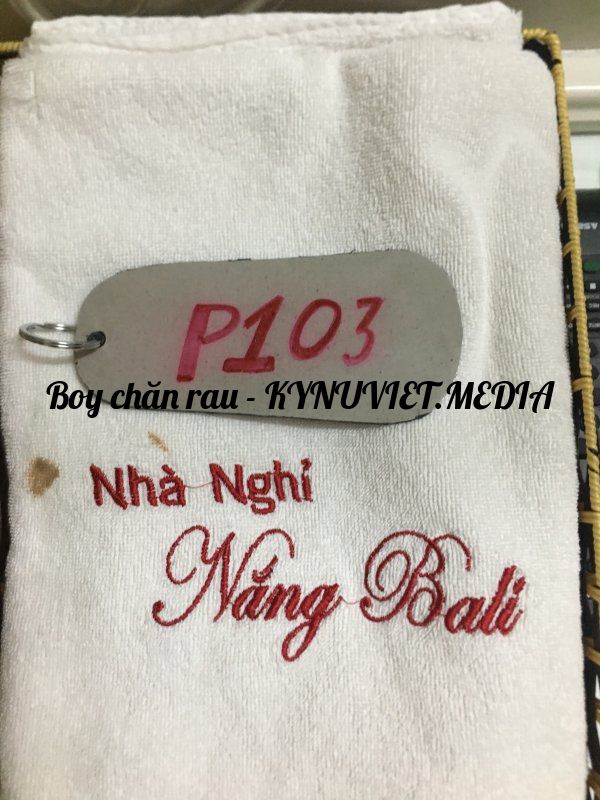 P103
Boy chăn rau - KYNUVIET.MEDIA
Nhà Nghỉ
Nắng Bali